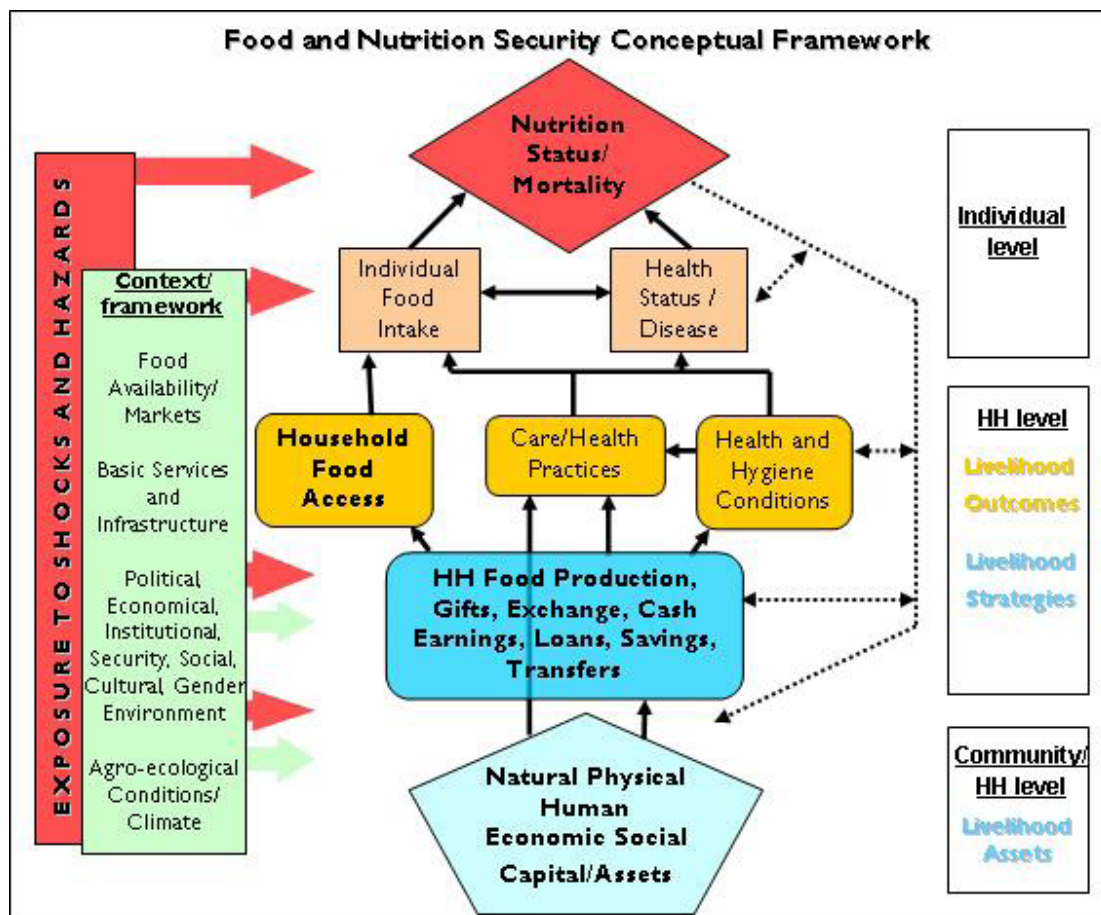 Food and Nutrition Security Conceptual Framework
EXPOSURE TO SHOCKS AND HAZARDS
Context/
framework
Food
Availability/
Markets
Basic Services
and
Infrastructure
Political,
Economical,
Institutional,
Security, Social,
Cultural, Gender
Environment
Agro-ecological
Conditions/
Climate
Nutrition
Status/
Mortality
Individual
Food
Intake
Health
Status /
Disease
Household
Food
Access
Care/Health
Practices
Health and
Hygiene
Conditions
HH Food Production,
Gifts, Exchange, Cash
Earnings, Loans, Savings,
Transfers
Natural Physical
Human
Economic Social
Capital/Assets
Individual
level
HH level
Livelihood
Outcomes
Livelihood
Strategies
Community/
HH level
Livelihood
Assets